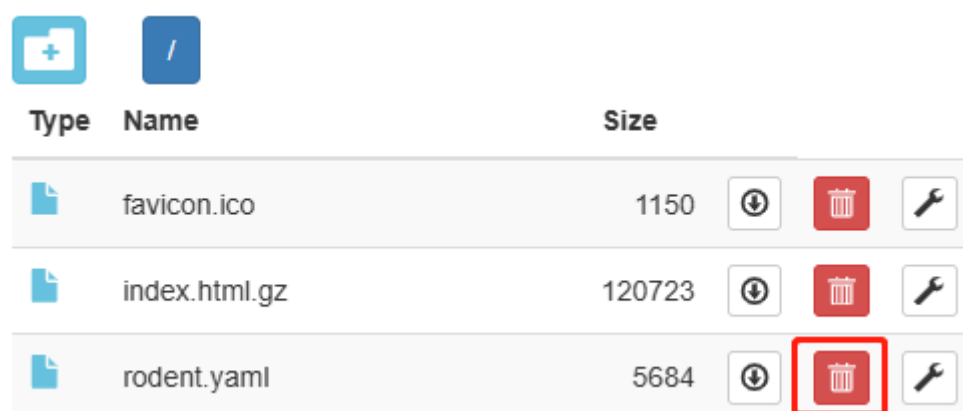 /
Type Name Size
favicon.ico 1150
index.html.gz 120723
rodent.yaml 5684